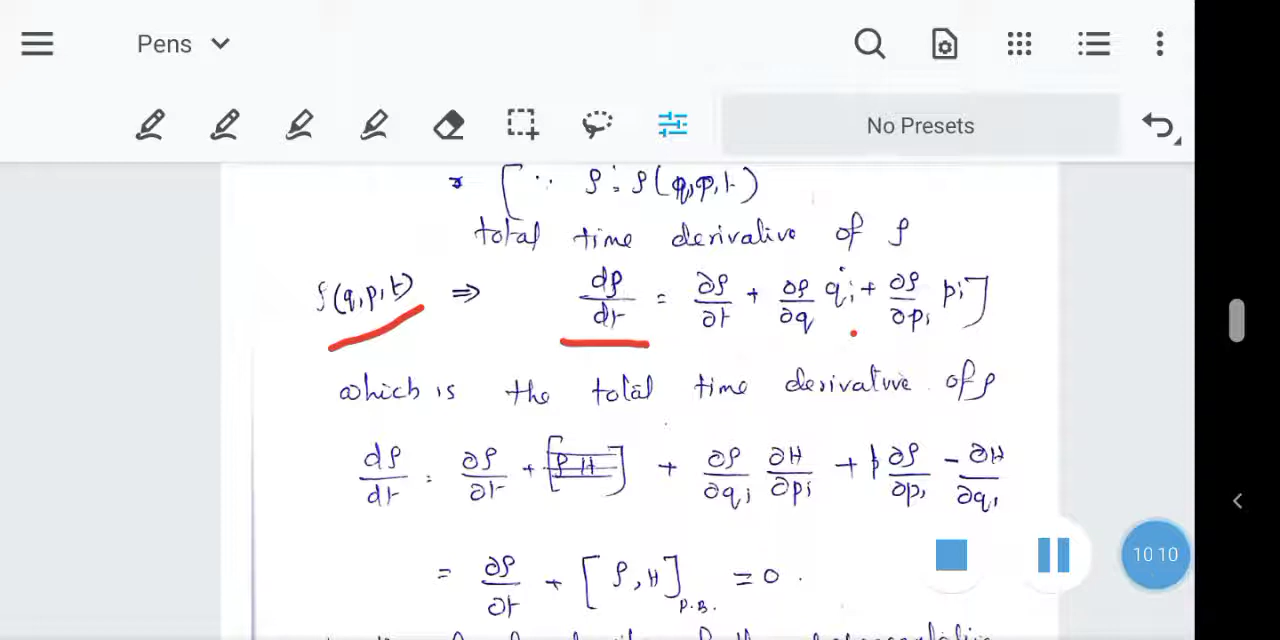 Pens
No Presets
[ ∵ ρ = ρ(q, p, t)
total time derivative of ρ
ρ(q, p, t) ⇒ dρ/dt = ∂ρ/∂t + ∂ρ/∂q q̇i + ∂ρ/∂pi pi ]
which is the total time derivative of ρ
dρ/dt = ∂ρ/∂t + + ∂ρ/∂qi ∂H/∂pi + ∂ρ/∂pi - ∂H/∂qi
10:10
= ∂ρ/∂t + [ρ, H] P.B. = 0.